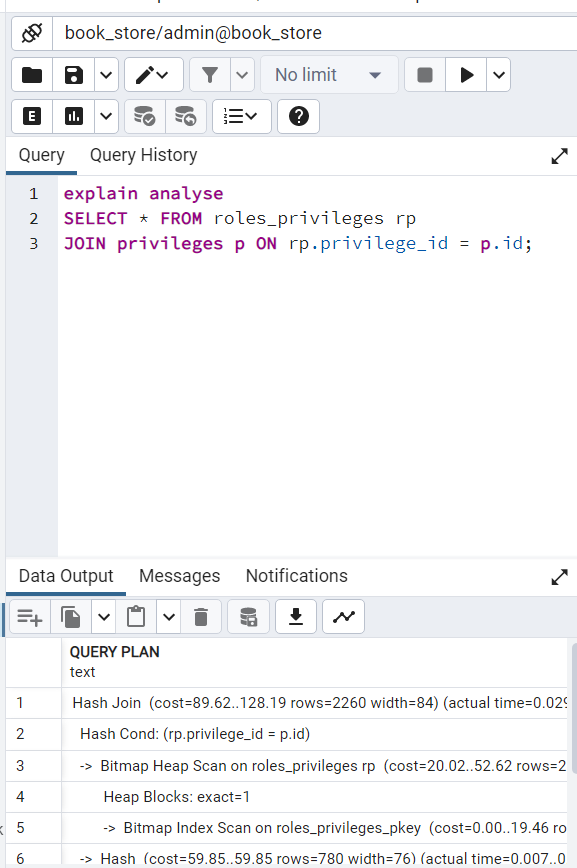 book_store/admin@book_store
No limit
E
Query Query History
1 explain analyse
2 SELECT * FROM roles_privileges rp
3 JOIN privileges p ON rp.privilege_id = p.id;
Data Output Messages Notifications
QUERY PLAN
text
1 Hash Join (cost=89.62..128.19 rows=2260 width=84) (actual time=0.029
2 Hash Cond: (rp.privilege_id = p.id)
3 -> Bitmap Heap Scan on roles_privileges rp (cost=20.02..52.62 rows=2
4 Heap Blocks: exact=1
5 -> Bitmap Index Scan on roles_privileges_pkey (cost=0.00..19.46 ro
6 -> Hash (cost=59.85..59.85 rows=780 width=76) (actual time=0.007..0